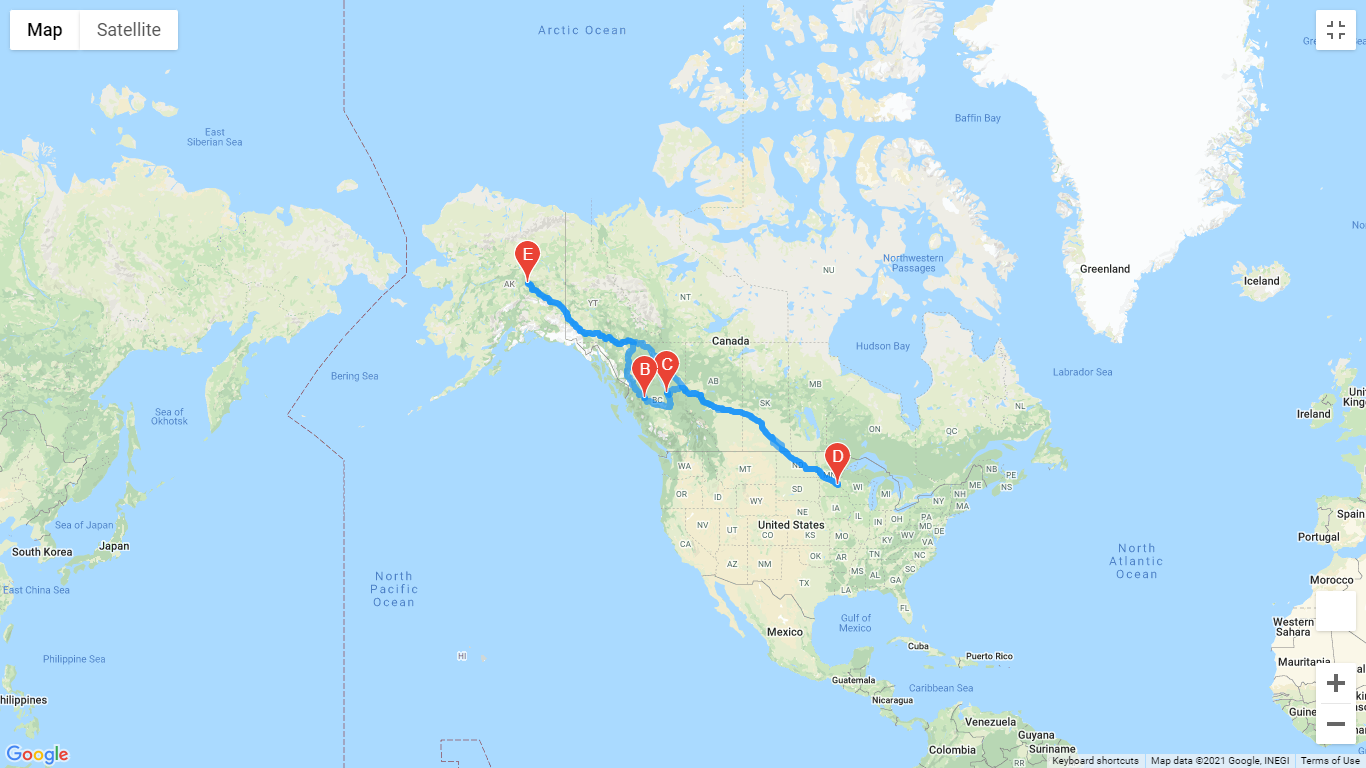 Map
Satellite
Arctic Ocean
East
Siberian Sea
Baffin Bay
Greenland
Iceland
NU
Northwestern
Passages
E
AK
YT
NT
Canada
Hudson Bay
Labrador Sea
Bering Sea
Sea of
Okhotsk
B
C
BC
AB
SK
MB
ON
QC
NL
Ireland
D
WA
MT
SD
WI
MI
NB
PE
NS
NH
ME
MA
NY
OR
ID
WY
NE
IA
IL
IN
OH
PA
MD
DE
NV
UT
United States
CO
KS
MO
KY
WV
VA
CA
AZ
NM
OK
AR
TN
NC
SC
TX
MS
AL
GA
LA
FL
Sea of Japan
South Korea
Japan
East China Sea
North
Pacific
Ocean
North
Atlantic
Ocean
Spain
Portugal
Morocco
Western
Sahara
Gulf of
Mexico
Mexico
Cuba
Puerto Rico
HI
Philippine Sea
Guatemala
Caribbean Sea
Nicaragua
Mauritania
Venezuela
Guyana
Suriname
Colombia
RR
Google
Keyboard shortcuts
Map data ©2021 Google, INEGI
Terms of Use